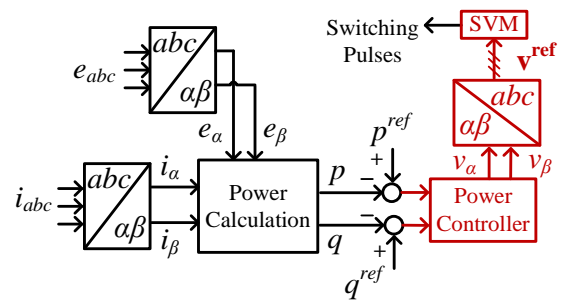 Switching
Pulses
SVM
v^ref
abc
αβ
e_abc
abc
αβ
e_α
e_β
p^ref
v_α
v_β
i_abc
abc
αβ
i_α
i_β
Power
Calculation
p
q
+
−
−
+
Power
Controller
q^ref